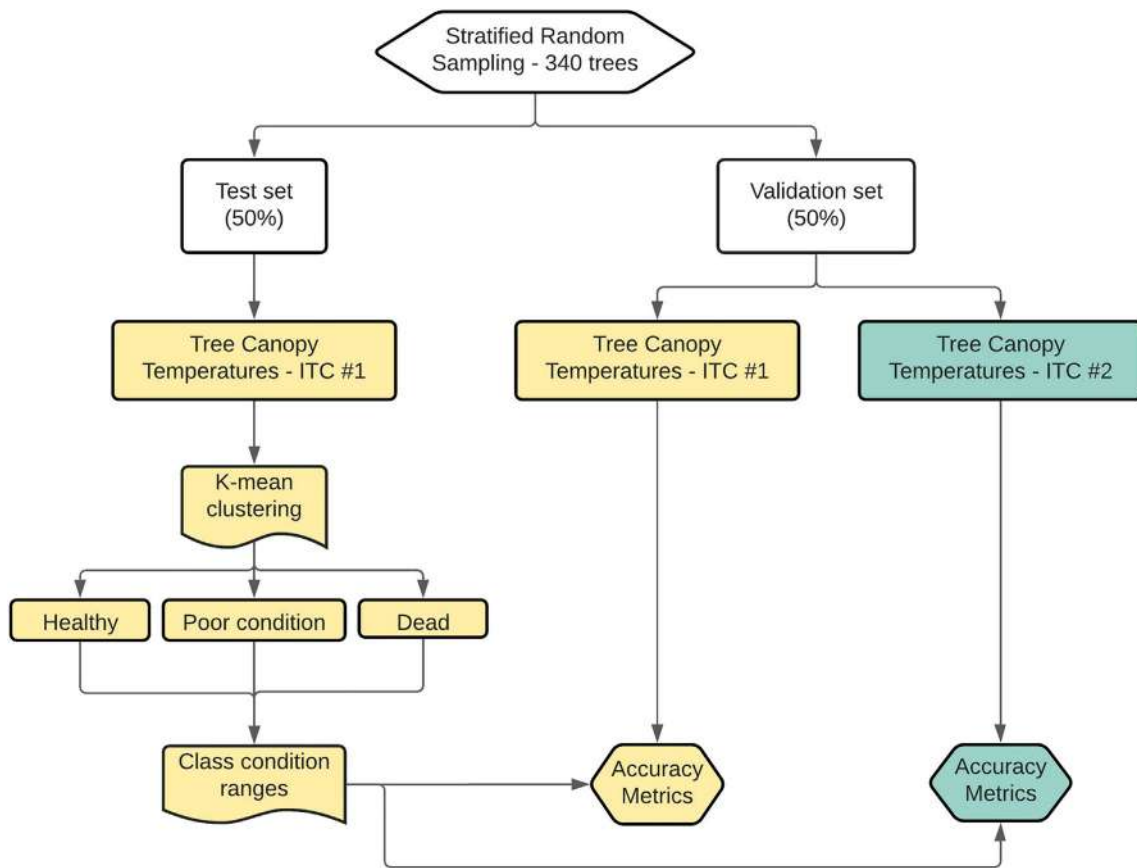 Stratified Random
Sampling - 340 trees
Test set
(50%)
Validation set
(50%)
Tree Canopy
Temperatures - ITC #1
Tree Canopy
Temperatures - ITC #1
Tree Canopy
Temperatures - ITC #2
K-mean
clustering
Healthy
Poor condition
Dead
Class condition
ranges
Accuracy
Metrics
Accuracy
Metrics